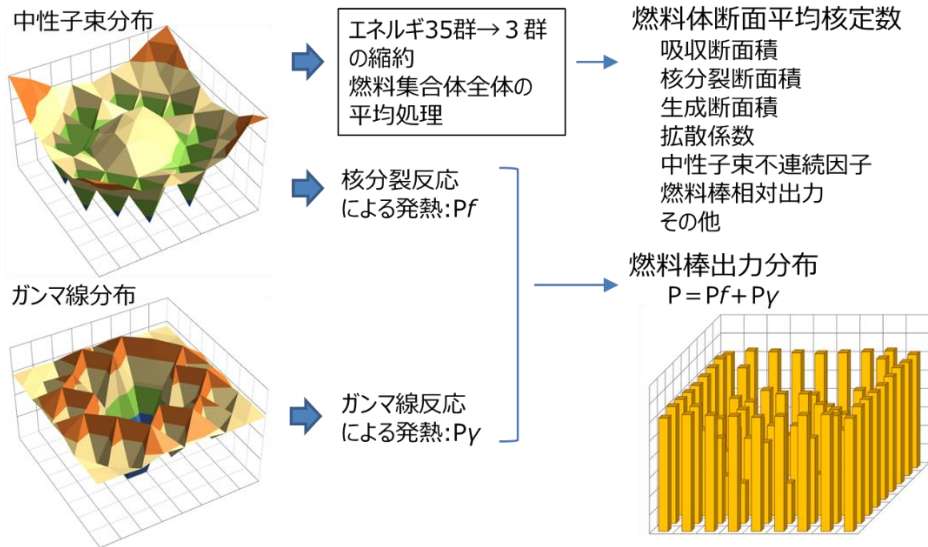 中性子束分布
エネルギ35群→３群
の縮約
燃料集合体全体の
平均処理
燃料体断面平均核定数
吸収断面積
核分裂断面積
生成断面積
拡散係数
中性子束不連続因子
燃料棒相対出力
その他
核分裂反応
による発熱:Pf
ガンマ線分布
ガンマ線反応
による発熱:Pγ
燃料棒出力分布
P＝Pf＋Pγ